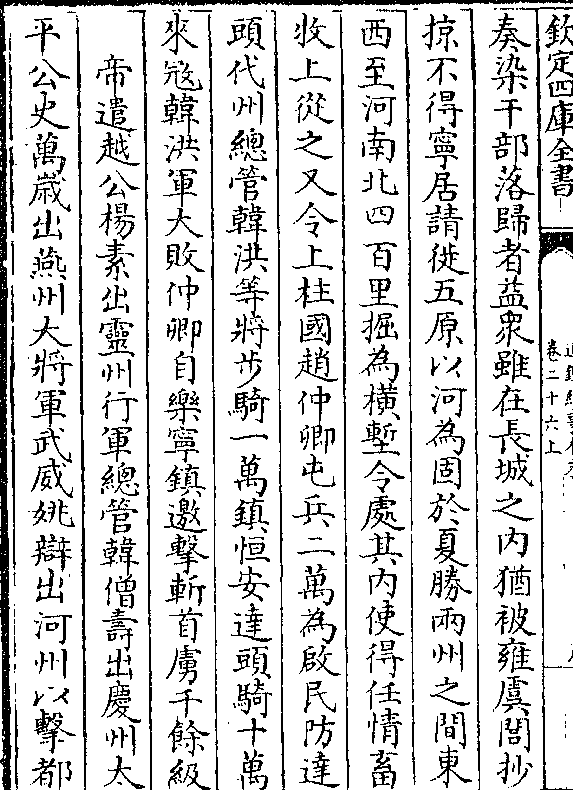 欽定四庫全書
卷二十六上
奏染干部落歸者益衆雖在長城之内猶被雍虞閭抄
掠不得寧居請徙五原以河為固於夏勝兩州之間東
西至河南北四百里掘為横塹令處其内使得任情畜
牧上從之又令上柱國趙仲卿屯兵二萬為啟民防達
頭代州總管韓洪等將步騎一萬鎮恒安達頭騎十萬
來㓂韓洪軍大敗仲卿自樂寧鎮邀擊斬首虜千餘級
帝遣越公楊素出靈州行軍總管韓僧壽出慶州太
平公史萬嵗出燕州大將軍武威姚辯出河州以擊都